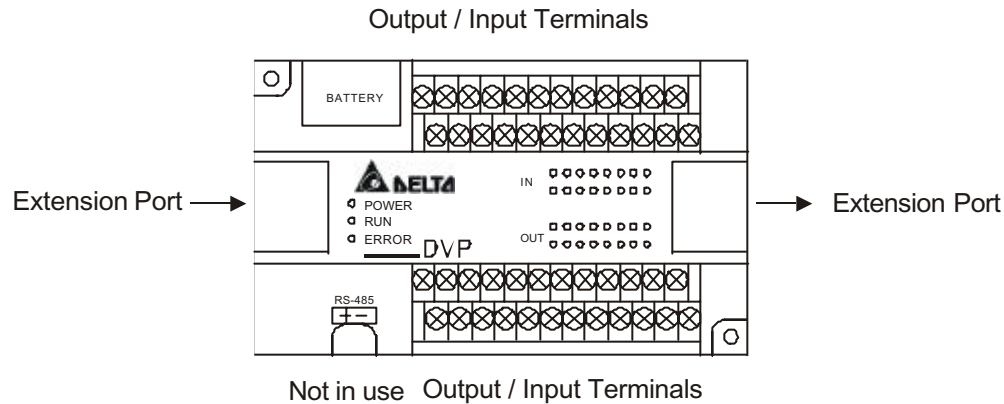 Output / Input Terminals
BATTERY
Extension Port
DELTA
IN
POWER
RUN
ERROR
OUT
DVP
Extension Port
RS-485
Not in use
Output / Input Terminals